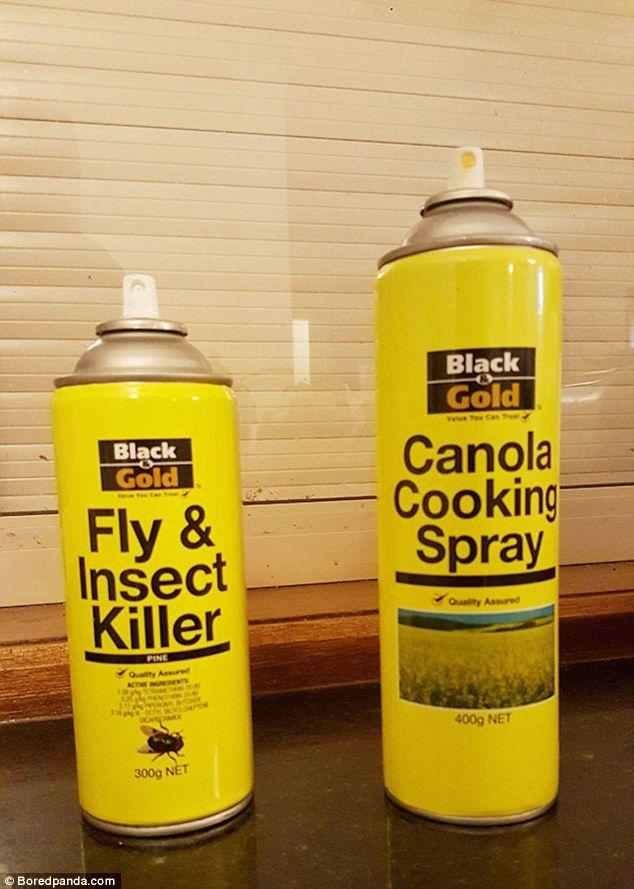 Black
&
Gold
Value You Can Trust
Fly &
Insect
Killer
PINE
Quality Assured
ACTIVE INGREDIENTS:
300g NET
Black
&
Gold
Value You Can Trust
Canola
Cooking
Spray
Quality Assured
400g NET
© Boredpanda.com